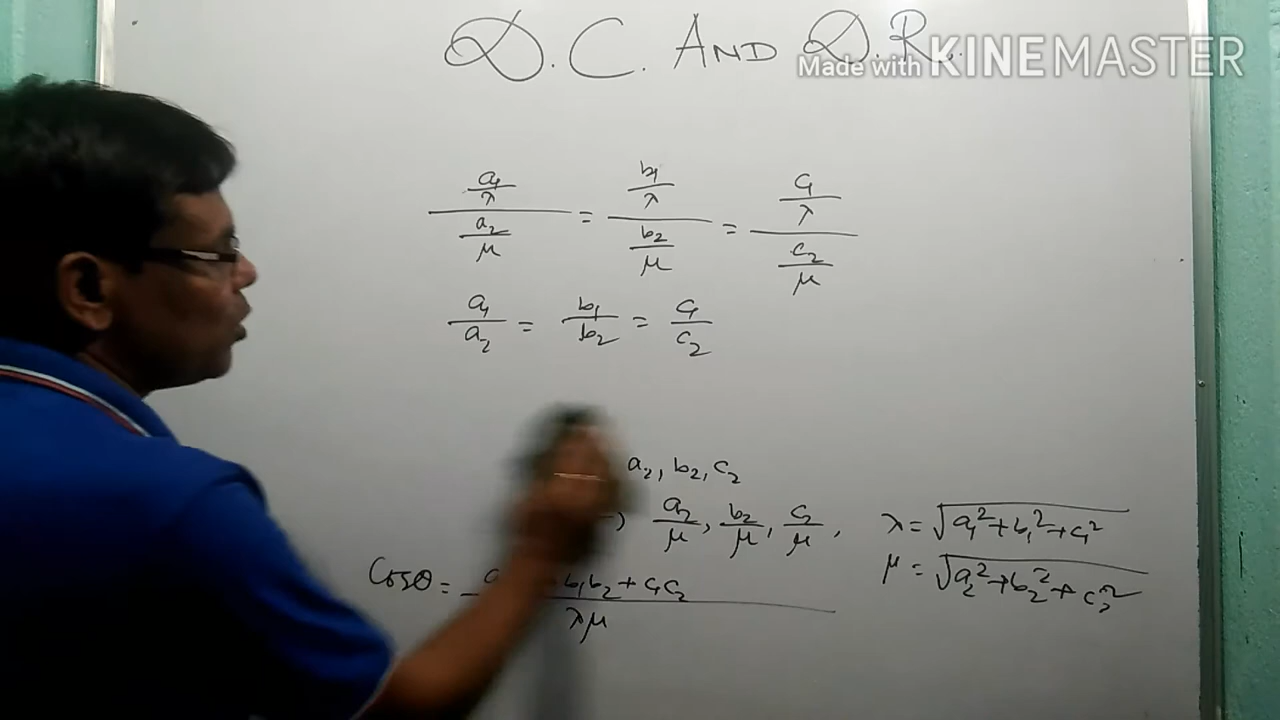 D.C. AND D.R.
Made with KINEMASTER
a₁/λ / a₂/μ = b₁/λ / b₂/μ = c₁/λ / c₂/μ
a₁/a₂ = b₁/b₂ = c₁/c₂
a₂, b₂, c₂
) a₂/μ, b₂/μ, c₂/μ, λ = √a₁²+b₁²+c₁²
μ = √a₂²+b₂²+c₂²
Cosθ = a + b₁b₂ + c₁c₂ / λμ